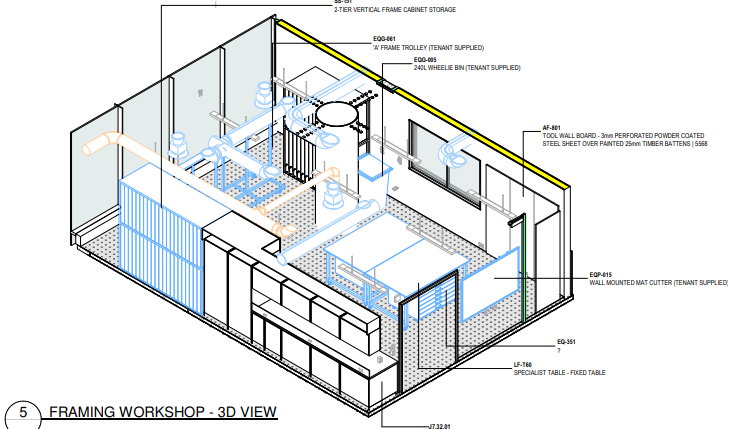 SS-151
2-TIER VERTICAL FRAME CABINET STORAGE
EQG-061
'A' FRAME TROLLEY (TENANT SUPPLIED)
EQG-005
240L WHEELIE BIN (TENANT SUPPLIED)
AF-801
TOOL WALL BOARD - 3mm PERFORATED POWDER COATED
STEEL SHEET OVER PAINTED 25mm TIMBER BATTENS | 5568
EQP-015
WALL MOUNTED MAT CUTTER (TENANT SUPPLIED)
EQ-351
?
LF-T60
SPECIALIST TABLE - FIXED TABLE
J7.32.01
5 FRAMING WORKSHOP - 3D VIEW